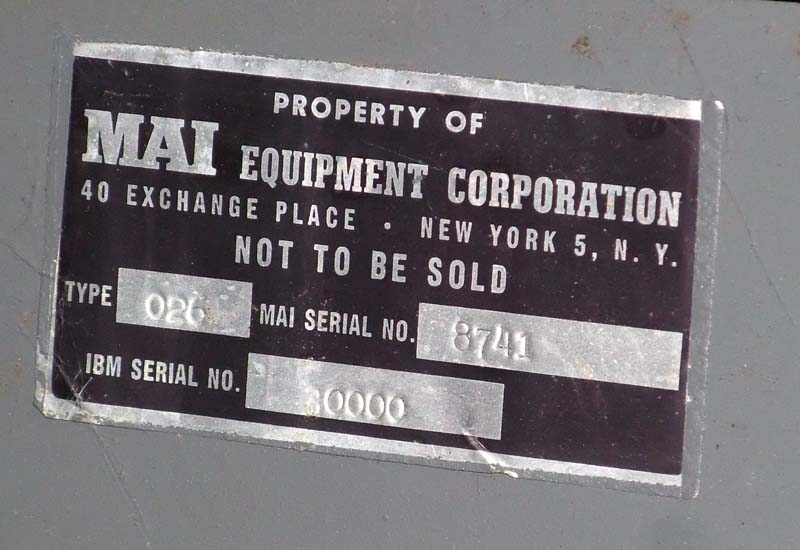 PROPERTY OF
MAI EQUIPMENT CORPORATION
40 EXCHANGE PLACE • NEW YORK 5, N. Y.
NOT TO BE SOLD
TYPE 026 MAI SERIAL NO. 8741
IBM SERIAL NO.